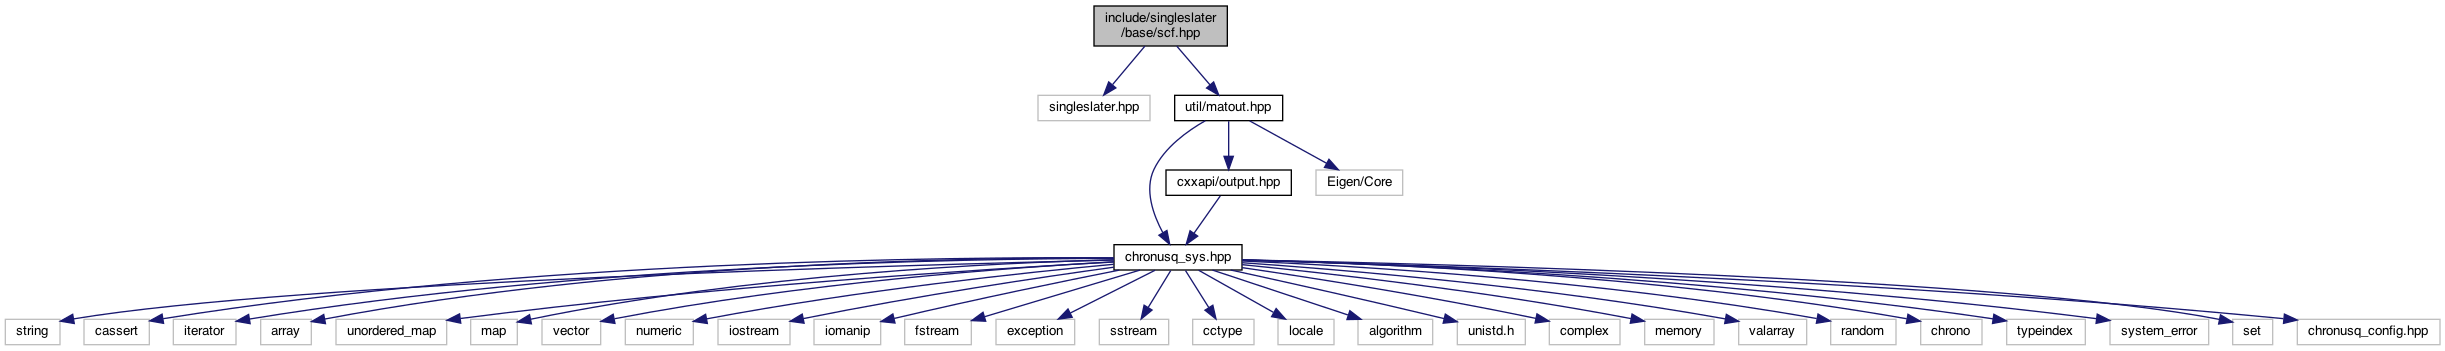 include/singleslater
/base/scf.hpp
singleslater.hpp
util/matout.hpp
cxxapi/output.hpp
Eigen/Core
chronusq_sys.hpp
string
cassert
iterator
array
unordered_map
map
vector
numeric
iostream
iomanip
fstream
exception
sstream
cctype
locale
algorithm
unistd.h
complex
memory
valarray
random
chrono
typeindex
system_error
set
chronusq_config.hpp